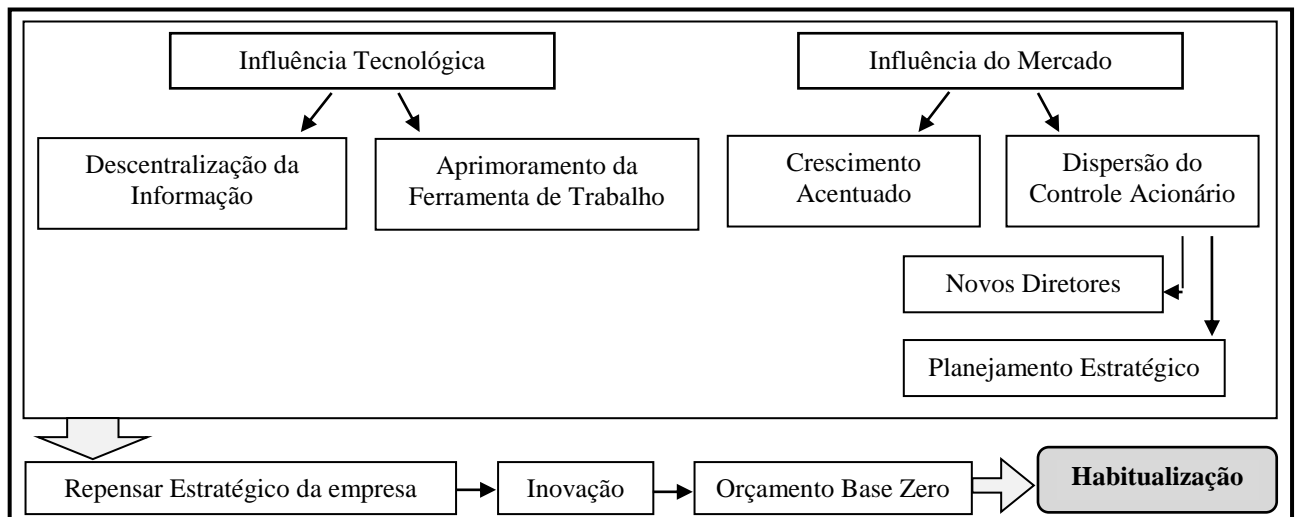 Influência Tecnológica
Influência do Mercado
Descentralização da
Informação
Aprimoramento da
Ferramenta de Trabalho
Crescimento
Acentuado
Dispersão do
Controle Acionário
Novos Diretores
Planejamento Estratégico
Repensar Estratégico da empresa
Inovação
Orçamento Base Zero
Habitualização